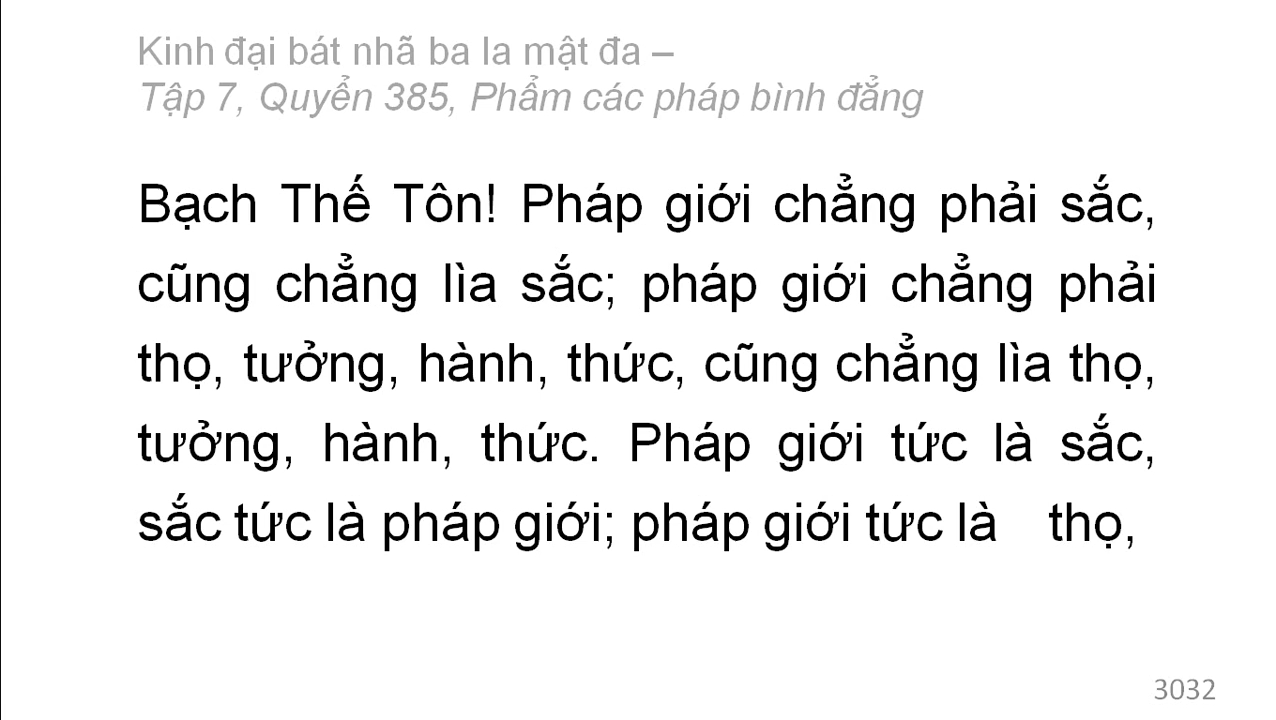 Kinh đại bát nhã ba la mật đa –
Tập 7, Quyển 385, Phẩm các pháp bình đẳng
Bạch Thế Tôn! Pháp giới chẳng phải sắc,
cũng chẳng lìa sắc; pháp giới chẳng phải
thọ, tưởng, hành, thức, cũng chẳng lìa thọ,
tưởng, hành, thức. Pháp giới tức là sắc,
sắc tức là pháp giới; pháp giới tức là thọ,
3032